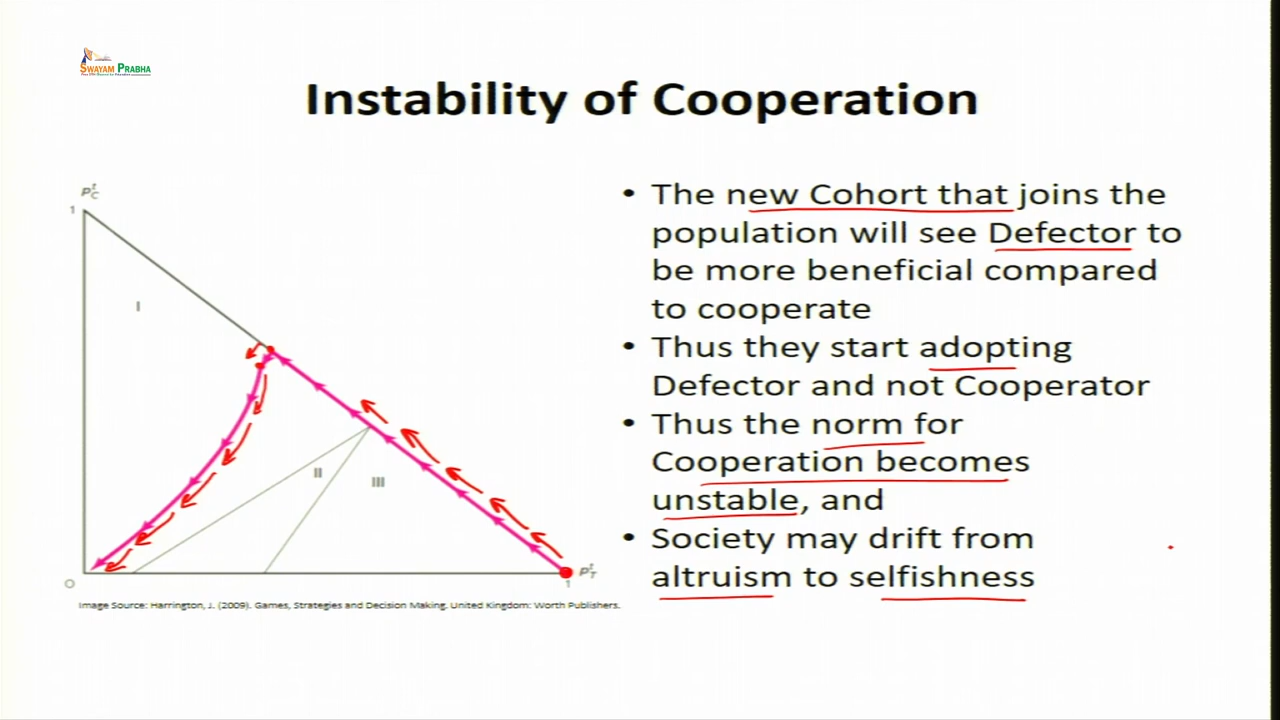 SWAYAM PRABHA
Instability of Cooperation
p_C^t
1
I
II
III
O
1
p_T^t
Image Source: Harrington, J. (2009). Games, Strategies and Decision Making. United Kingdom: Worth Publishers.
• The new Cohort that joins the
population will see Defector to
be more beneficial compared
to cooperate
• Thus they start adopting
Defector and not Cooperator
• Thus the norm for
Cooperation becomes
unstable, and
• Society may drift from
altruism to selfishness